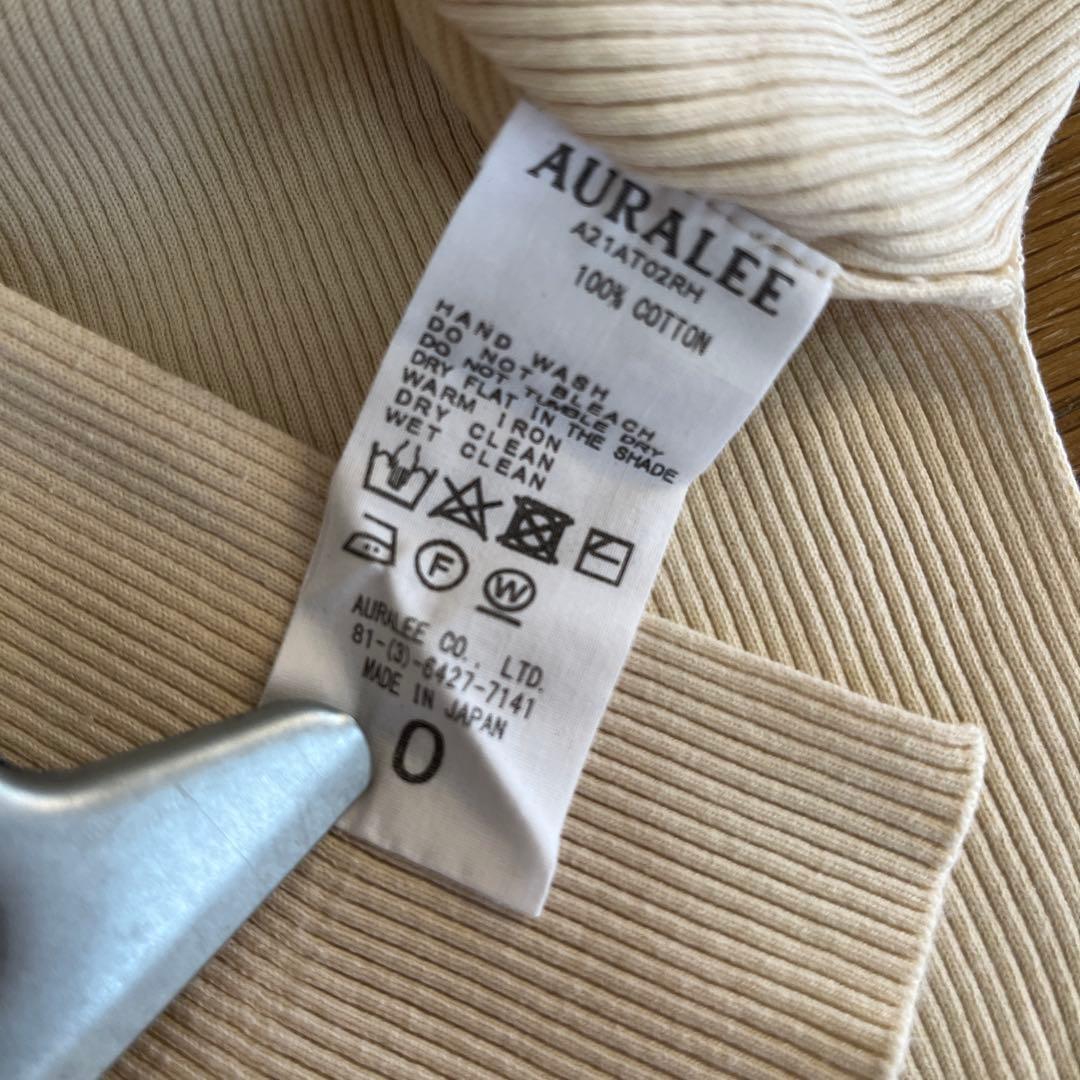 AURALEE
A21AT02RH
100% COTTON
HAND WASH
DO NOT BLEACH
DO NOT TUMBLE DRY
DRY FLAT IN THE SHADE
WARM IRON
DRY CLEAN
WET CLEAN
F
W
AURALEE CO., LTD.
81-(3)-6427-7141
MADE IN JAPAN
0